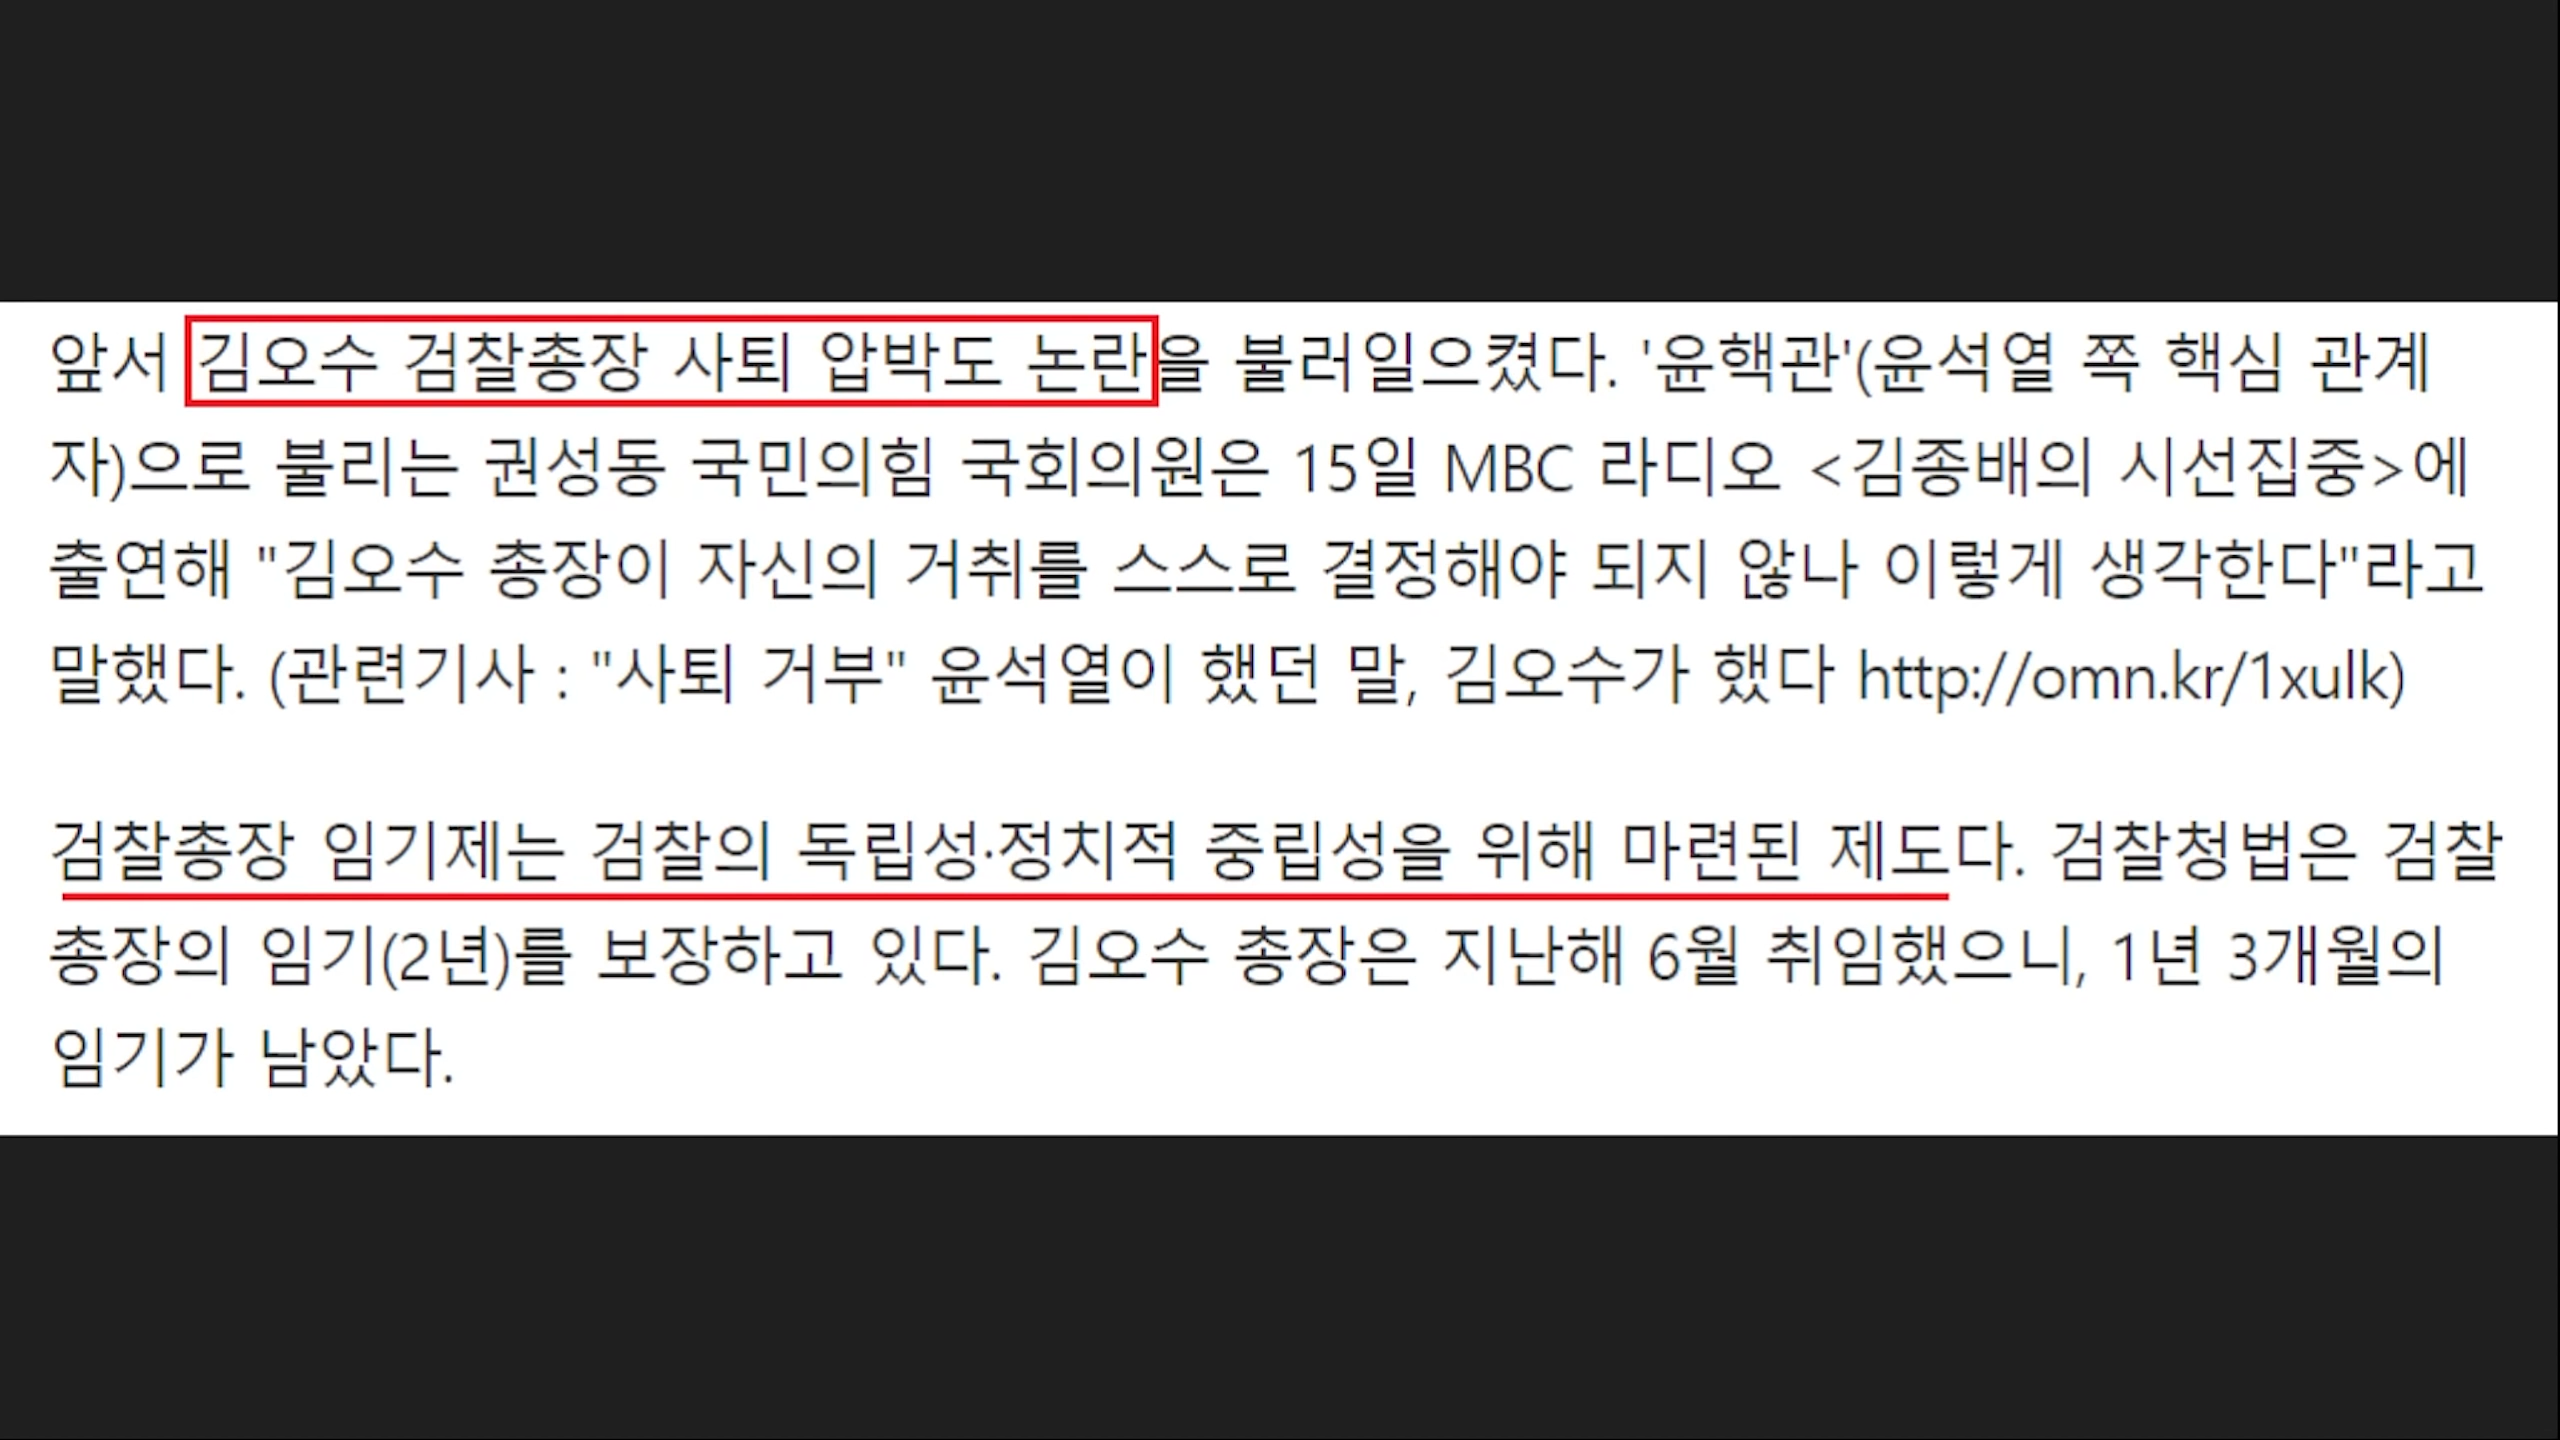 앞서 김오수 검찰총장 사퇴 압박도 논란을 불러일으켰다. '윤핵관'(윤석열 쪽 핵심 관계
자)으로 불리는 권성동 국민의힘 국회의원은 15일 MBC 라디오 <김종배의 시선집중>에
출연해 "김오수 총장이 자신의 거취를 스스로 결정해야 되지 않나 이렇게 생각한다"라고
말했다. (관련기사 : "사퇴 거부" 윤석열이 했던 말, 김오수가 했다 http://omn.kr/1xulk)
검찰총장 임기제는 검찰의 독립성·정치적 중립성을 위해 마련된 제도다. 검찰청법은 검찰
총장의 임기(2년)를 보장하고 있다. 김오수 총장은 지난해 6월 취임했으니, 1년 3개월의
임기가 남았다.